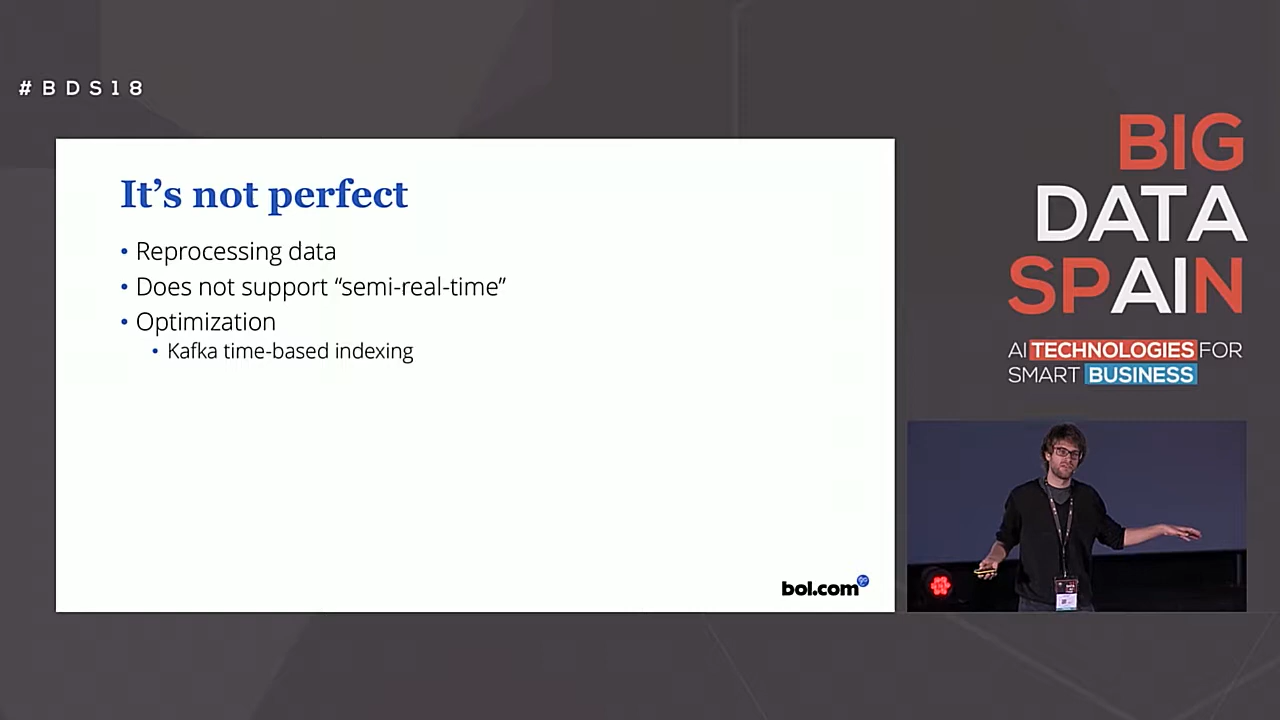 #BDS18
It’s not perfect
• Reprocessing data
• Does not support “semi-real-time”
• Optimization
• Kafka time-based indexing
bol.com
BIG
DATA
SPAIN
AI TECHNOLOGIES FOR
SMART BUSINESS